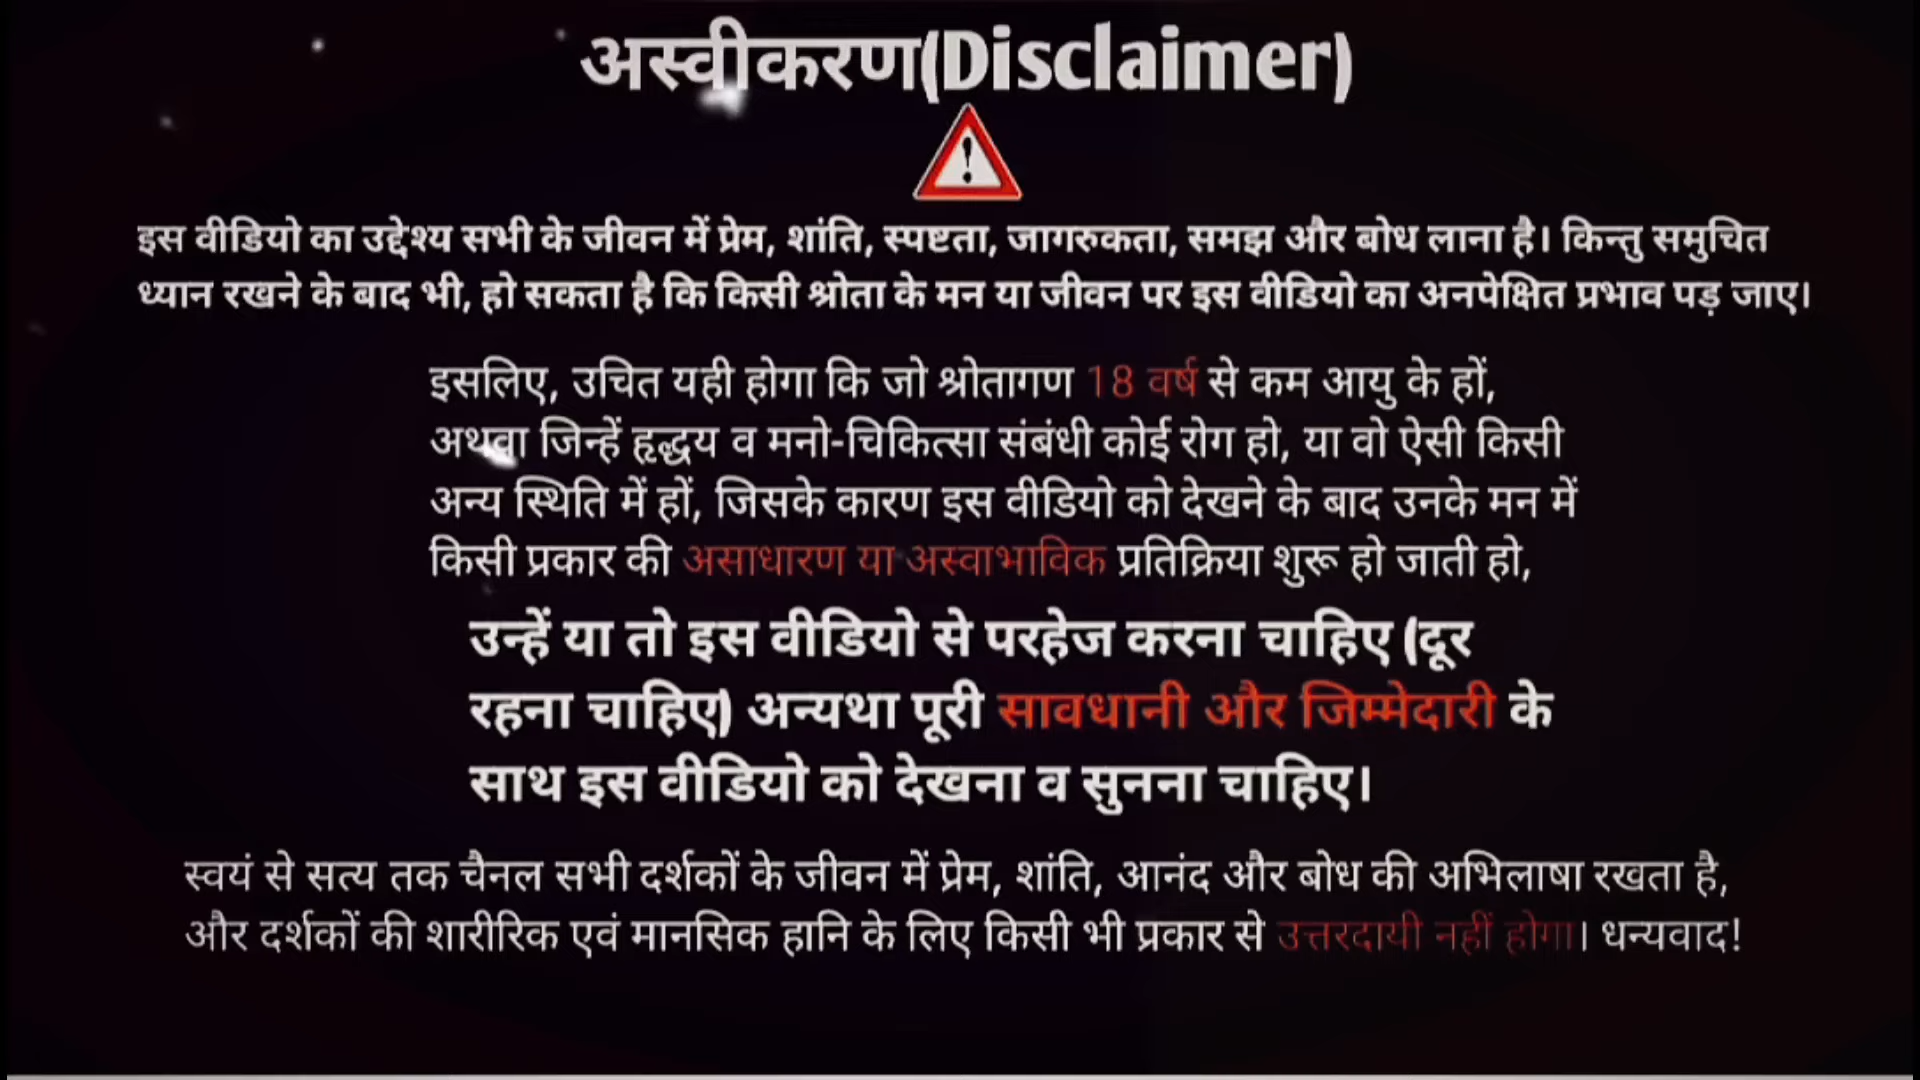 अस्वीकरण(Disclaimer)
इस वीडियो का उद्देश्य सभी के जीवन में प्रेम, शांति, स्पष्टता, जागरुकता, समझ और बोध लाना है। किन्तु समुचित
ध्यान रखने के बाद भी, हो सकता है कि किसी श्रोता के मन या जीवन पर इस वीडियो का अनपेक्षित प्रभाव पड़ जाए।
इसलिए, उचित यही होगा कि जो श्रोतागण 18 वर्ष से कम आयु के हों,
अथवा जिन्हें हृद्धय व मनो-चिकित्सा संबंधी कोई रोग हो, या वो ऐसी किसी
अन्य स्थिति में हों, जिसके कारण इस वीडियो को देखने के बाद उनके मन में
किसी प्रकार की असाधारण या अस्वाभाविक प्रतिक्रिया शुरू हो जाती हो,
उन्हें या तो इस वीडियो से परहेज करना चाहिए (दूर
रहना चाहिए) अन्यथा पूरी सावधानी और जिम्मेदारी के
साथ इस वीडियो को देखना व सुनना चाहिए।
स्वयं से सत्य तक चैनल सभी दर्शकों के जीवन में प्रेम, शांति, आनंद और बोध की अभिलाषा रखता है,
और दर्शकों की शारीरिक एवं मानसिक हानि के लिए किसी भी प्रकार से उत्तरदायी नहीं होगा। धन्यवाद!